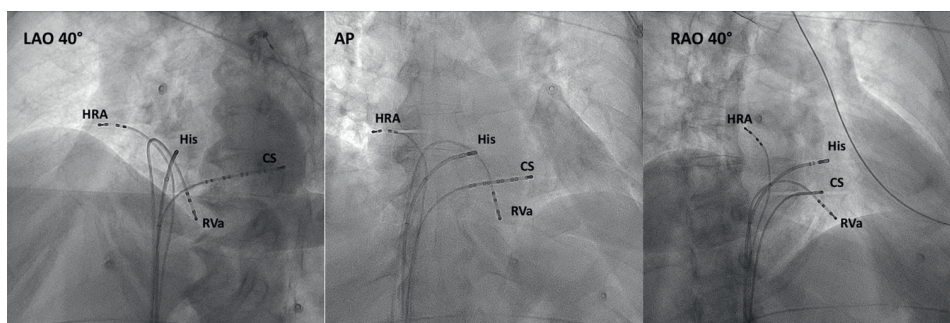 LAO 40°
HRA
His
CS
RVa
AP
HRA
His
CS
RVa
RAO 40°
HRA
His
CS
RVa